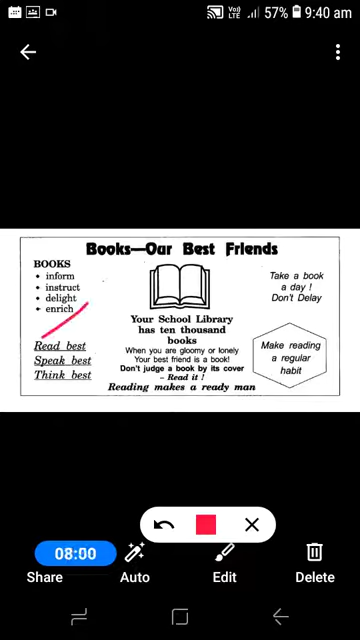 57% 9:40 am
Books—Our Best Friends
BOOKS
• inform
• instruct
• delight
• enrich
Read best
Speak best
Think best
Your School Library
has ten thousand
books
When you are gloomy or lonely
Your best friend is a book!
Don't judge a book by its cover
– Read it !
Reading makes a ready man
Take a book
a day !
Don't Delay
Make reading
a regular
habit
08:00
Share
Auto
Edit
Delete